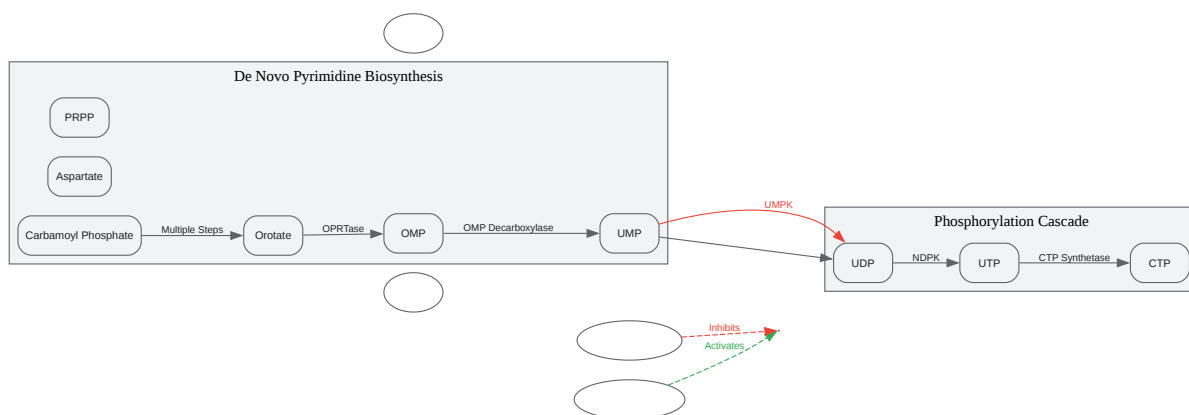 De Novo Pyrimidine Biosynthesis
PRPP
Aspartate
Carbamoyl Phosphate
Multiple Steps
Orotate
OPRTase
OMP
OMP Decarboxylase
UMP
UMPK
Phosphorylation Cascade
UDP
NDPK
UTP
CTP Synthetase
CTP
Inhibits
Activates